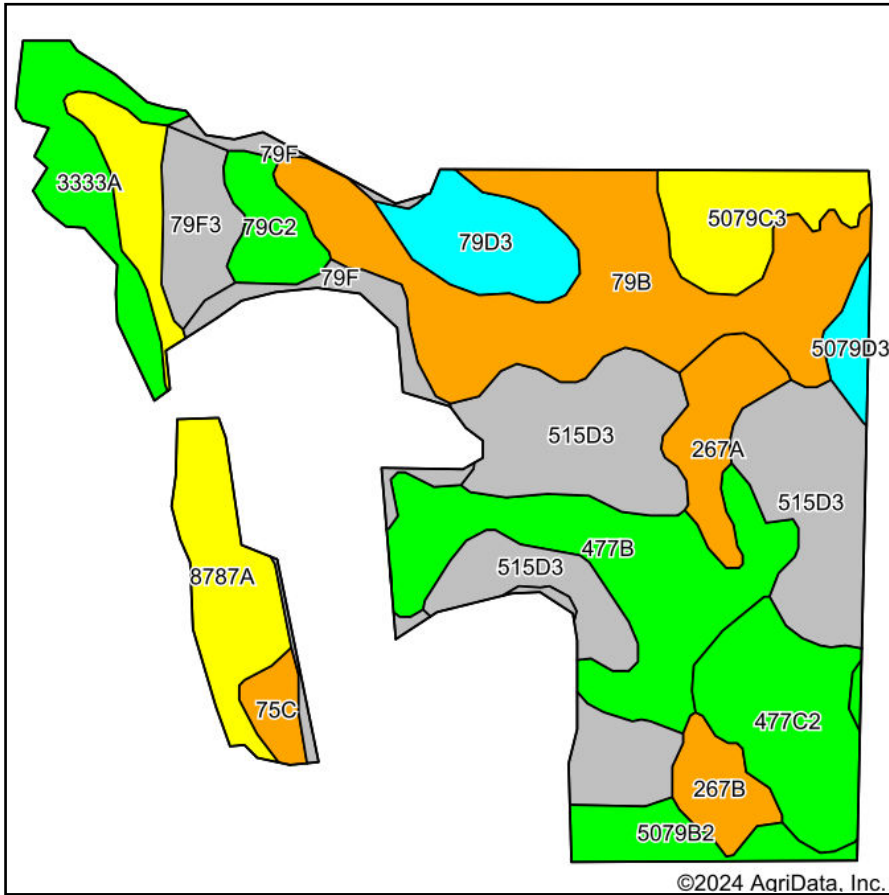 79F
3333A
79F3
79C2
79D3
5079C3
79F
79B
5079D3
515D3
267A
515D3
477B
515D3
8787A
75C
477C2
267B
5079B2
©2024 AgriData, Inc.